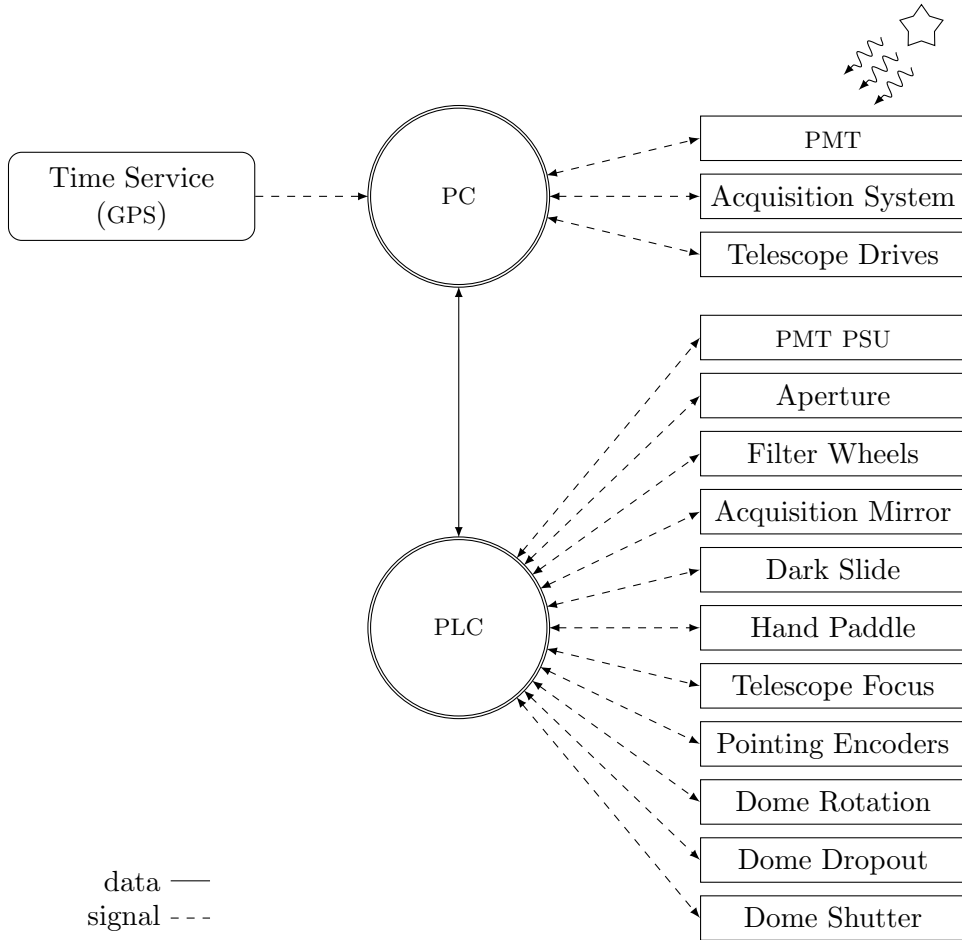 Time Service
(GPS)
PC
PMT
Acquisition System
Telescope Drives
PMT PSU
Aperture
Filter Wheels
Acquisition Mirror
Dark Slide
PLC
Hand Paddle
Telescope Focus
Pointing Encoders
Dome Rotation
Dome Dropout
Dome Shutter
data
signal